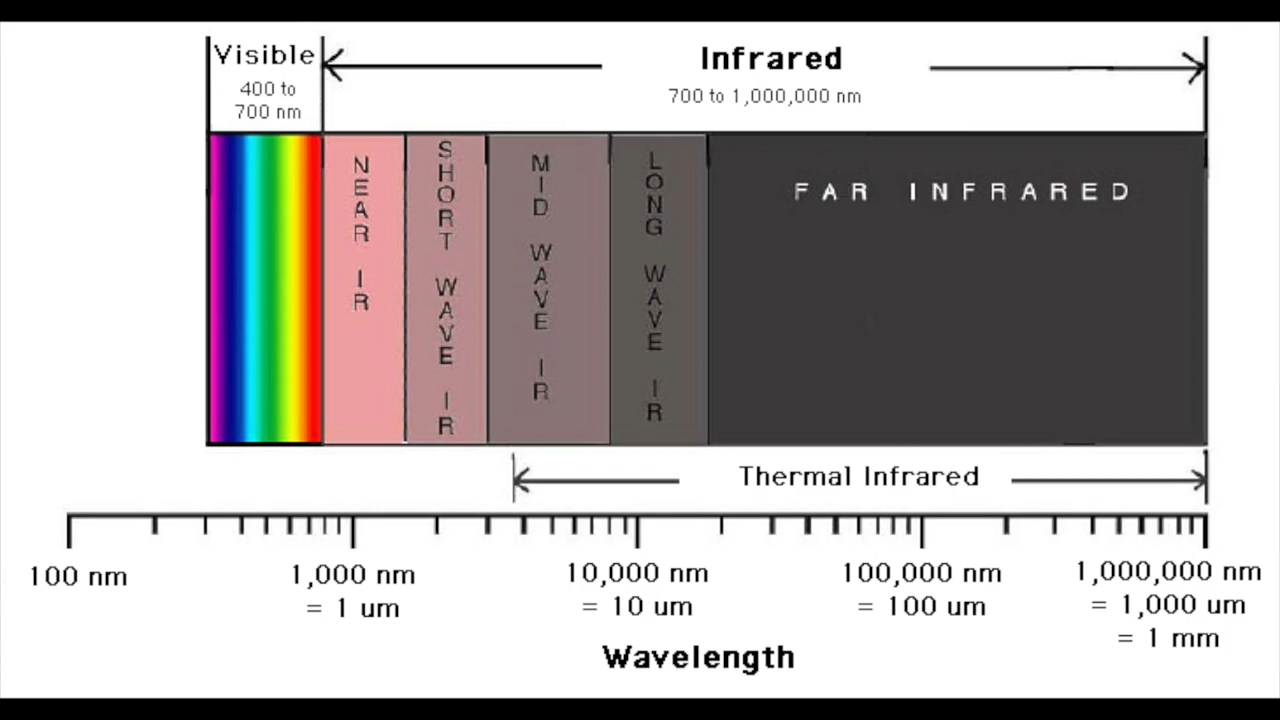 Visible
400 to
700 nm
Infrared
700 to 1,000,000 nm
NEAR IR
SHORT WAVE IR
MID WAVE IR
LONG WAVE IR
FAR INFRARED
Thermal Infrared
100 nm
1,000 nm
= 1 um
10,000 nm
= 10 um
100,000 nm
= 100 um
1,000,000 nm
= 1,000 um
= 1 mm
Wavelength